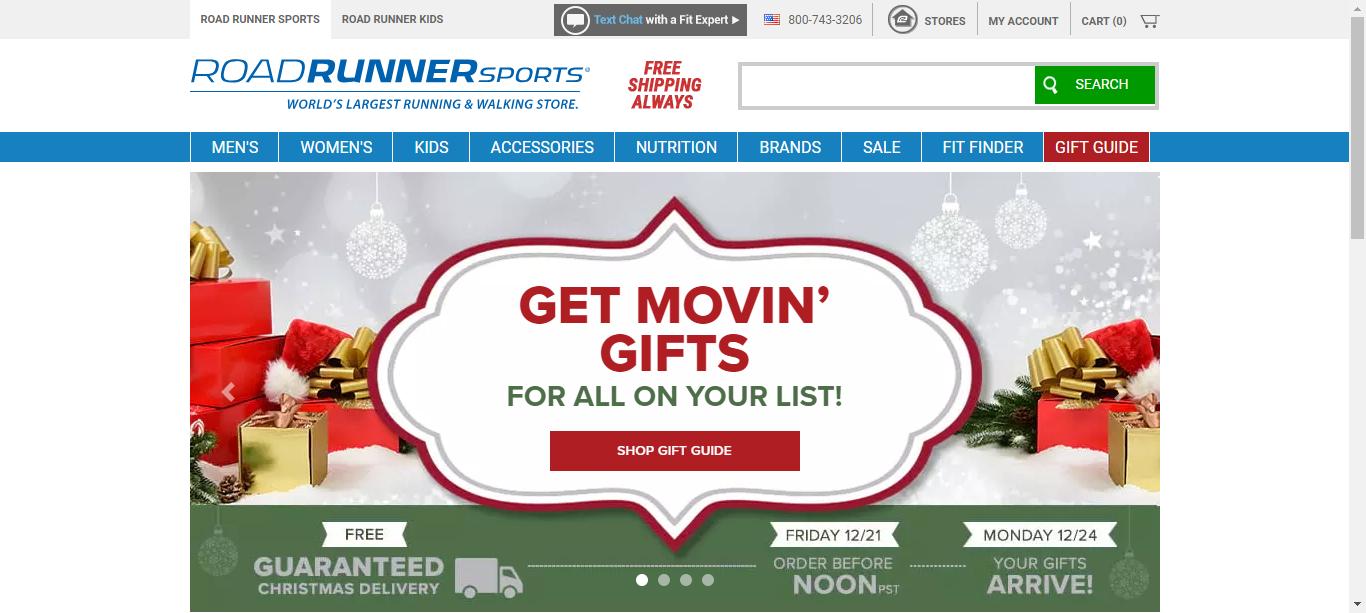 ROAD RUNNER SPORTS
ROAD RUNNER KIDS
Text Chat with a Fit Expert
800-743-3206
STORES
MY ACCOUNT
CART (0)
ROADRUNNERSPORTS®
WORLD'S LARGEST RUNNING & WALKING STORE.
FREE
SHIPPING
ALWAYS
SEARCH
MEN'S
WOMEN'S
KIDS
ACCESSORIES
NUTRITION
BRANDS
SALE
FIT FINDER
GIFT GUIDE
GET MOVIN’
GIFTS
FOR ALL ON YOUR LIST!
SHOP GIFT GUIDE
FREE
GUARANTEED
CHRISTMAS DELIVERY
FRIDAY 12/21
ORDER BEFORE
NOON PST
MONDAY 12/24
YOUR GIFTS
ARRIVE!